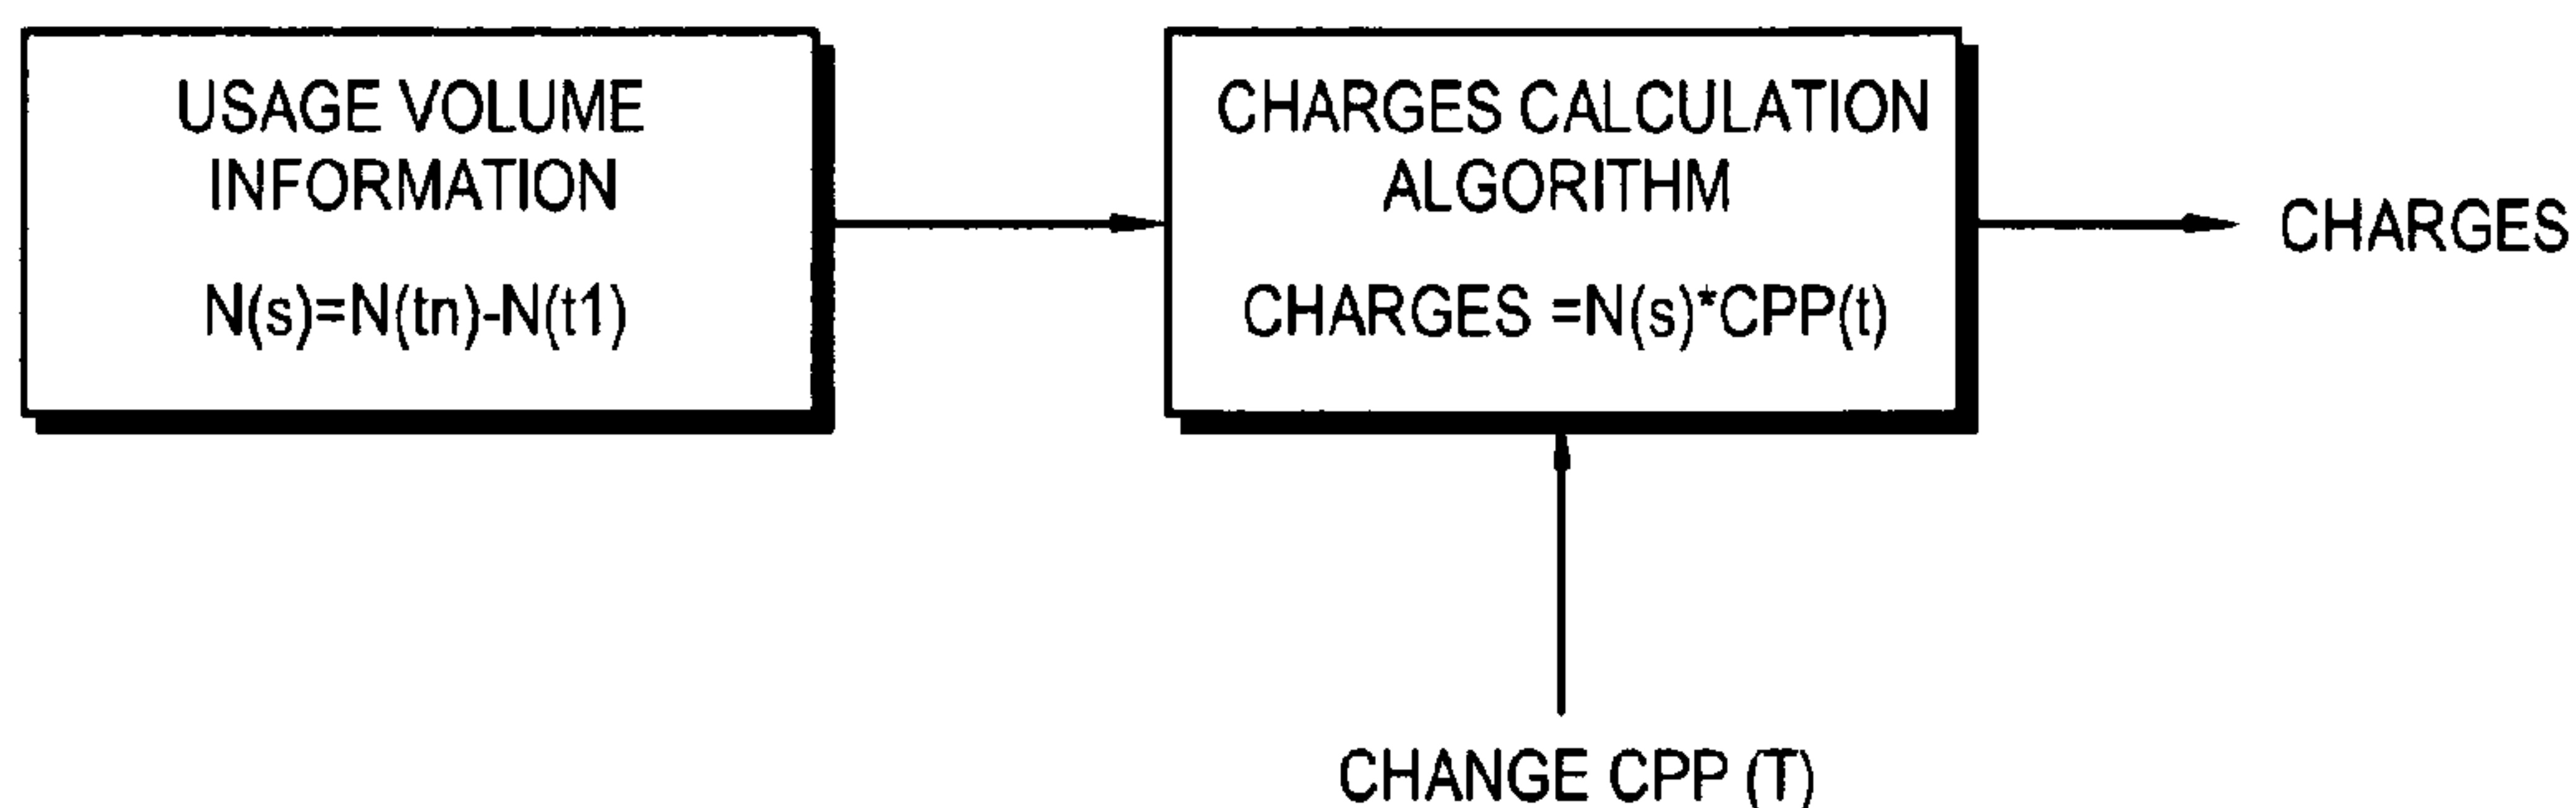 USAGE VOLUME
INFORMATION
N(s)=N(tn)-N(t1)
CHARGES CALCULATION
ALGORITHM
CHARGES =N(s)*CPP(t)
CHARGES
CHANGE CPP (T)